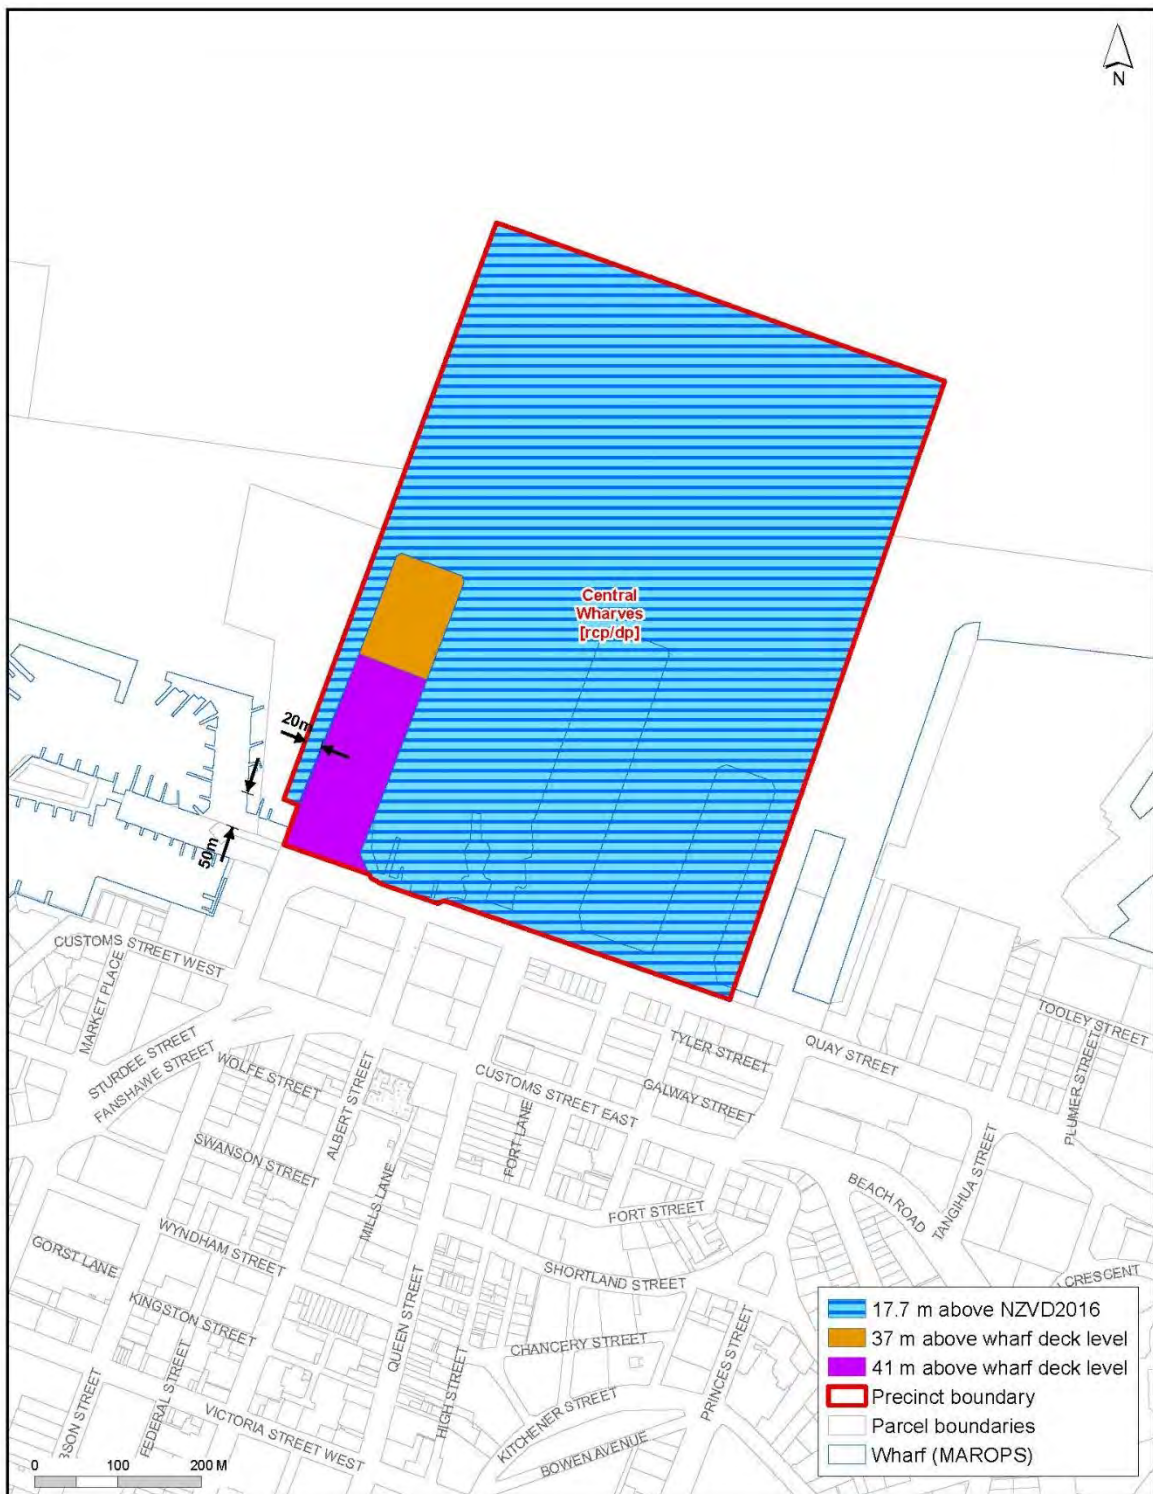 N
Central
Wharves
[rcp/dp]
20m
50m
CUSTOMS STREET WEST
MARKET PLACE
STURDEE STREET
FANSHAWE STREET
WOLFE STREET
ALBERT STREET
TYLER STREET
QUAY STREET
TOOLEY STREET
PLUMER STREET
CUSTOMS STREET EAST
GALWAY STREET
FORT LANE
SWANSON STREET
MILLS LANE
BEACH ROAD
TANGIHUA STREET
FORT STREET
WYNDHAM STREET
GORST LANE
SHORTLAND STREET
CRESCENT
KINGSTON STREET
QUEEN STREET
CHANCERY STREET
PRINCES STREET
HIGH STREET
KITCHENER STREET
FEDERAL STREET
BSON STREET
VICTORIA STREET WEST
BOWEN AVENUE
17.7 m above NZVD2016
37 m above wharf deck level
41 m above wharf deck level
Precinct boundary
Parcel boundaries
Wharf (MAROPS)
0 100 200 M